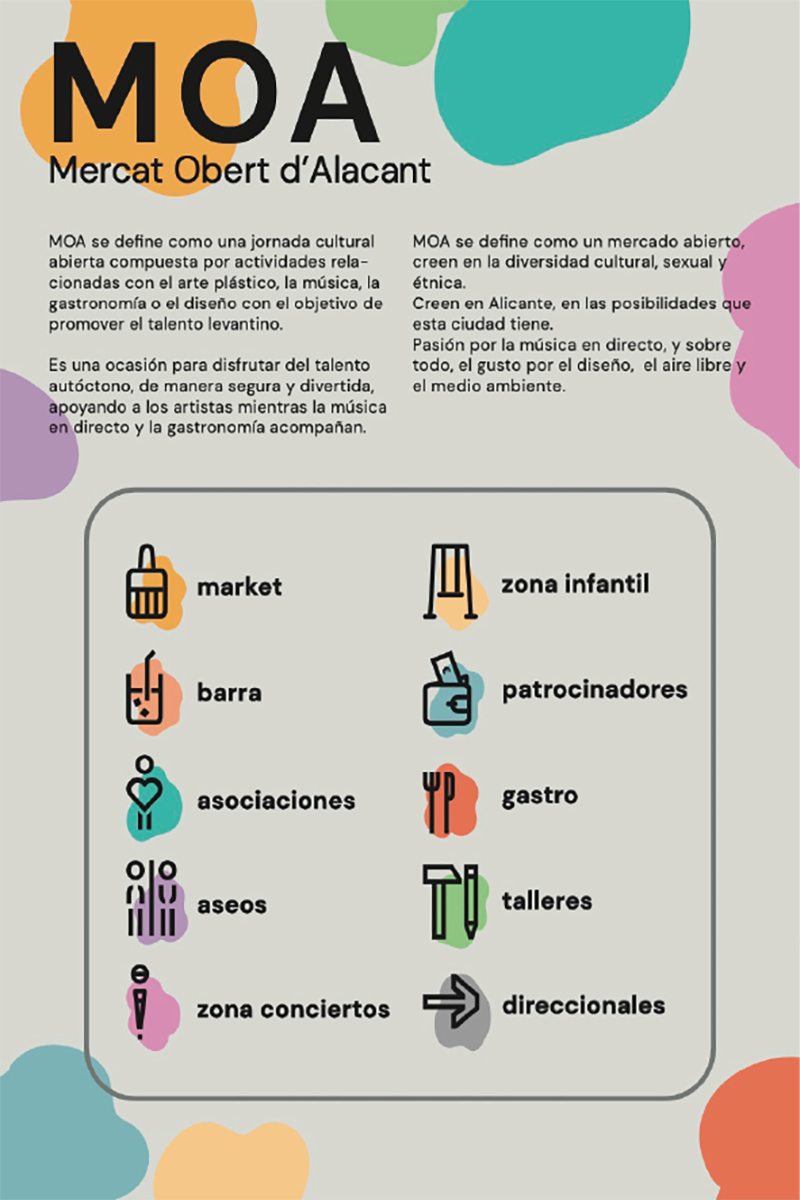 MOA
Mercat Obert d’Alacant
MOA se define como una jornada cultural
abierta compuesta por actividades rela-
cionadas con el arte plástico, la música, la
gastronomía o el diseño con el objetivo de
promover el talento levantino.
Es una ocasión para disfrutar del talento
autóctono, de manera segura y divertida,
apoyando a los artistas mientras la música
en directo y la gastronomía acompañan.
MOA se define como un mercado abierto,
creen en la diversidad cultural, sexual y
étnica.
Creen en Alicante, en las posibilidades que
esta ciudad tiene.
Pasión por la música en directo, y sobre
todo, el gusto por el diseño, el aire libre y
el medio ambiente.
market
barra
asociaciones
aseos
zona conciertos
zona infantil
patrocinadores
gastro
talleres
direccionales